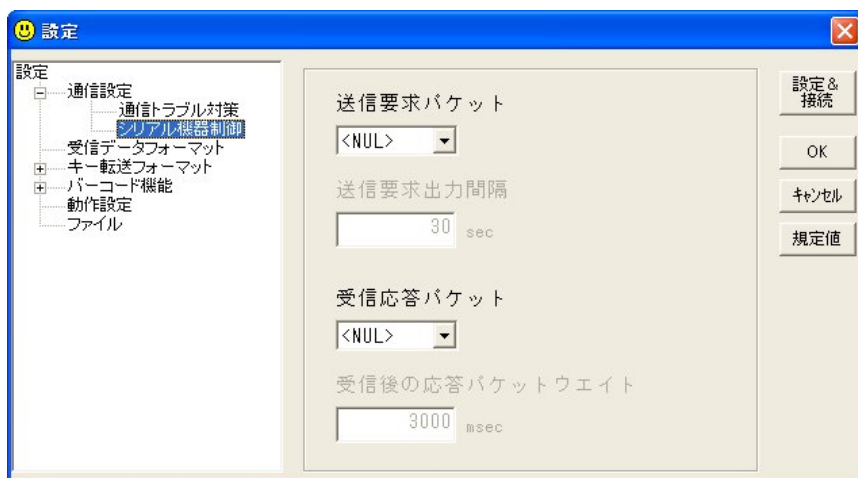 設定
設定
通信設定
通信トラブル対策
シリアル機器制御
受信データフォーマット
キー転送フォーマット
バーコード機能
動作設定
ファイル
送信要求パケット
<NUL>
送信要求出力間隔
30 sec
受信応答パケット
<NUL>
受信後の応答パケットウエイト
3000 msec
設定&
接続
OK
キャンセル
規定値